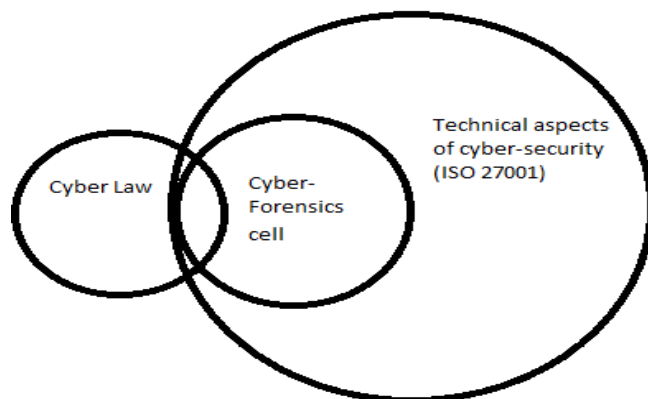 Cyber Law
Cyber-
Forensics
cell
Technical aspects
of cyber-security
(ISO 27001)